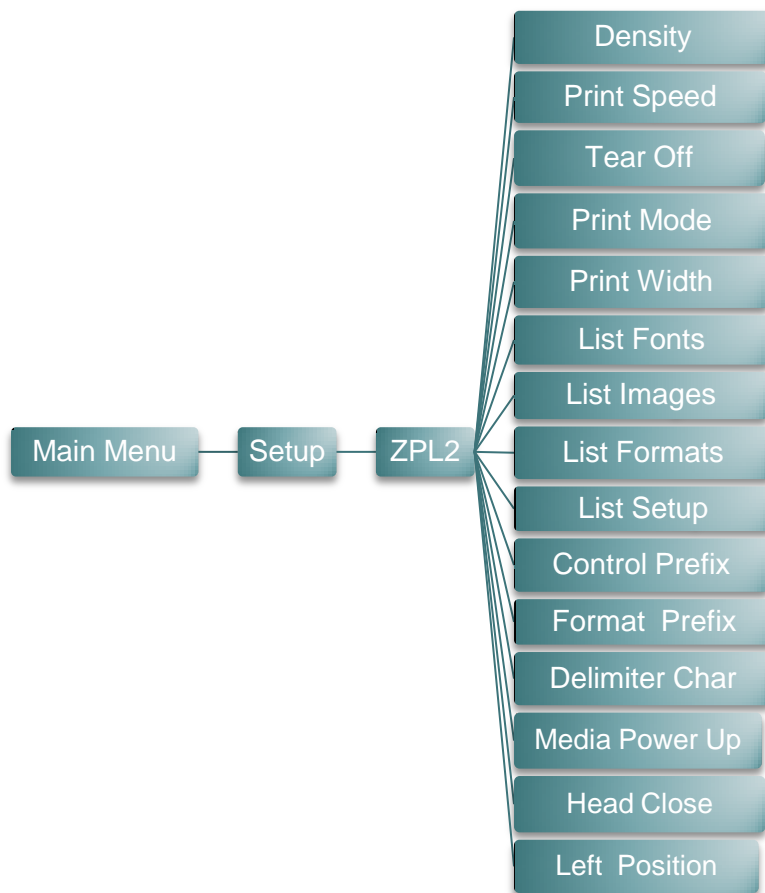 Density
Print Speed
Tear Off
Print Mode
Print Width
List Fonts
List Images
Main Menu
Setup
ZPL2
List Formats
List Setup
Control Prefix
Format Prefix
Delimiter Char
Media Power Up
Head Close
Left Position